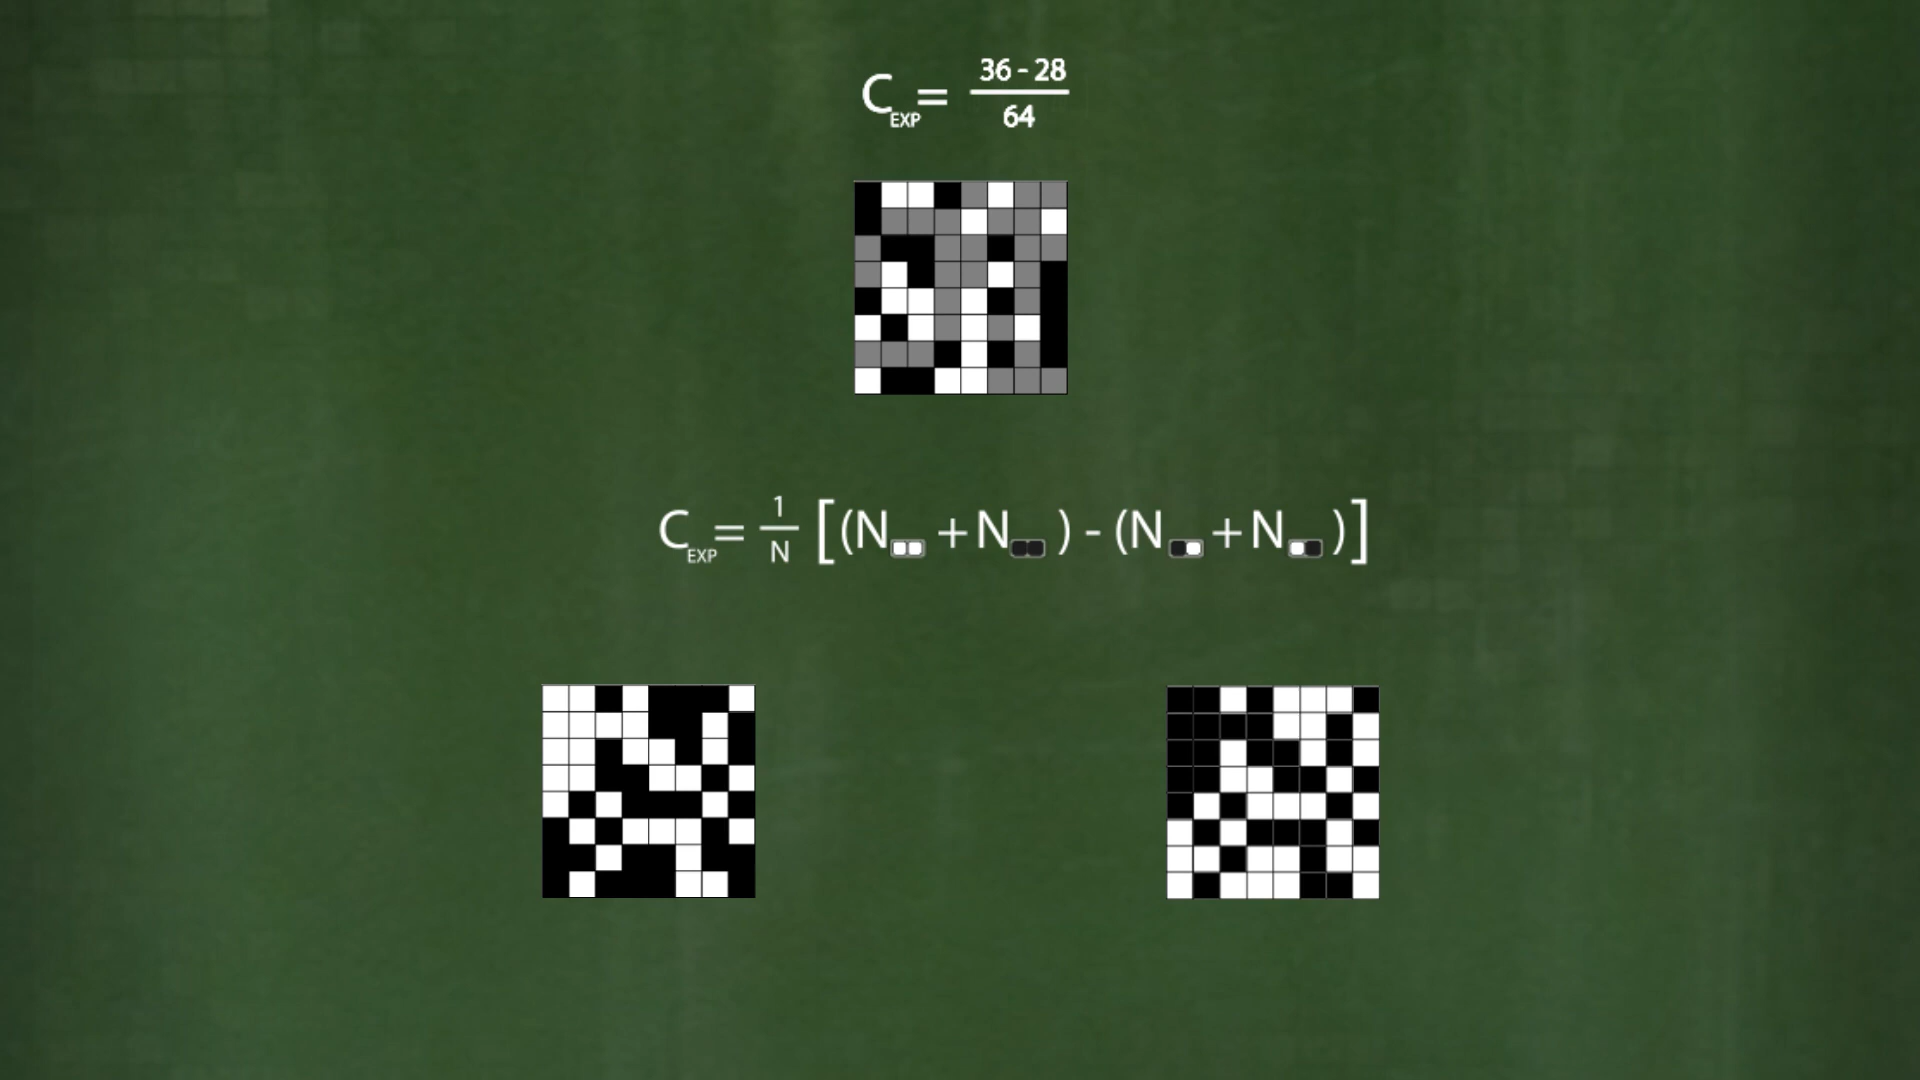 C_EXP = 36 - 28 / 64
C_EXP = 1/N [(N + N) - (N + N)]